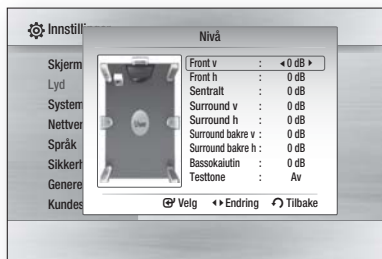 Innstill
Nivå
Skjerm
Lyd
System
Nettver
Språk
Sikkerh
Genere
Kundes
Front v : ◄ 0 dB ►
Front h : 0 dB
Sentralt : 0 dB
Surround v : 0 dB
Surround h : 0 dB
Surround bakre v : 0 dB
Surround bakre h : 0 dB
Bassokaiutin : 0 dB
Testtone : Av
Velg ◄► Endring Tilbake